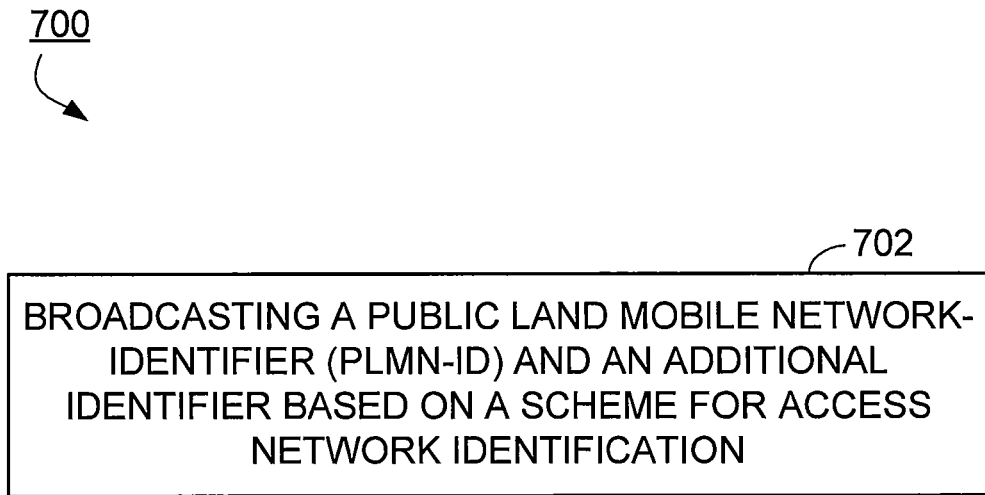 700
702
BROADCASTING A PUBLIC LAND MOBILE NETWORK-
IDENTIFIER (PLMN-ID) AND AN ADDITIONAL
IDENTIFIER BASED ON A SCHEME FOR ACCESS
NETWORK IDENTIFICATION